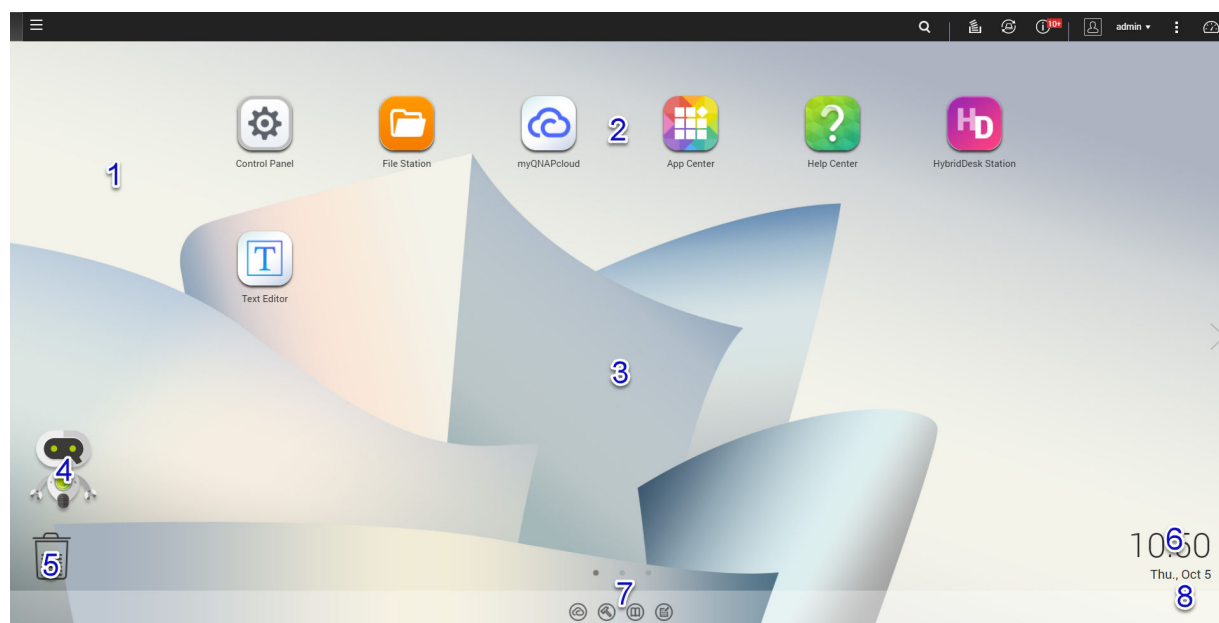 10+
admin
Control Panel
File Station
myQNAPcloud
App Center
Help Center
HD
HybridDesk Station
2
1
T
Text Editor
3
4
5
6
10:50
Thu., Oct 5
7
8